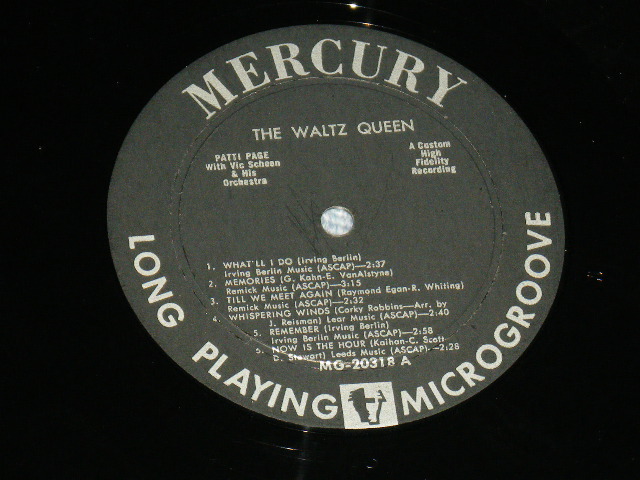 MERCURY
THE WALTZ QUEEN
PATTI PAGE
With Vic Schoen
& His
Orchestra
A Custom
High
Fidelity
Recording
1. WHAT'LL I DO (Irving Berlin)
Irving Berlin Music (ASCAP)—2:37
2. MEMORIES (G. Kahn-E. VanAlstyne)
Remick Music (ASCAP)—3:15
3. TILL WE MEET AGAIN (Raymond Egan-R. Whiting)
Remick Music (ASCAP)—2:32
4. WHISPERING WINDS (Corky Robbins—Arr. by
J. Reisman) Lear Music (ASCAP)—2:40
5. REMEMBER (Irving Berlin)
Irving Berlin Music (ASCAP)—2:58
6. NOW IS THE HOUR (Kaihan-C. Scott
D. Stewart) Leeds Music (ASCAP)—2:28
MG-20318 A
LONG PLAYING MICROGROOVE